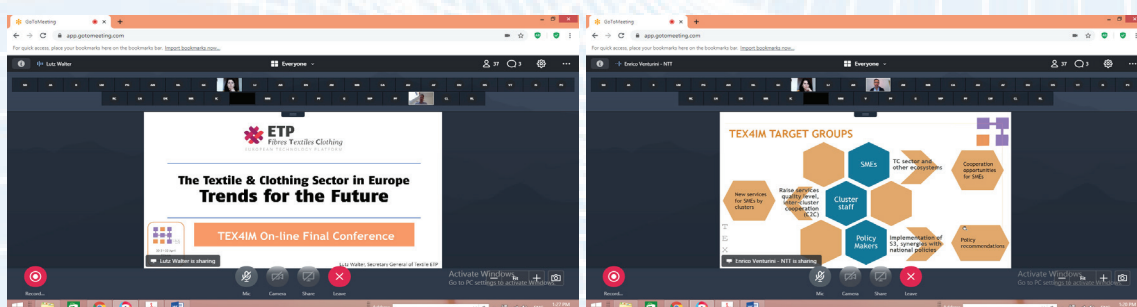 GoToMeeting
app.gotomeeting.com
For quick access, place your bookmarks here on the bookmarks bar. Import bookmarks now...
Lutz Walter
Everyone
37
3
ETP
Fibres Textiles Clothing
EUROPEAN TECHNOLOGY PLATFORM
The Textile & Clothing Sector in Europe
Trends for the Future
TEX4IM On-line Final Conference
Lutz Walter, Secretary General of Textile ETP
Lutz Walter is sharing
Record...
Mic
Camera
Share
Leave
Activate Windows
Go to PC settings to activate Windows.
5:07 PM
GoToMeeting
app.gotomeeting.com
For quick access, place your bookmarks here on the bookmarks bar. Import bookmarks now...
Enrico Venturini - NTT
Everyone
37
3
TEX4IM TARGET GROUPS
SMEs
TC sector and
other ecosystems
Cooperation
opportunities
for SMEs
New services
for SMEs by
clusters
Raise services
quality level,
inter-cluster
cooperation
(C2C)
Cluster
staff
Policy
Makers
Implementation of
S3, synergies with
national policies
Policy
recommendations
Enrico Venturini - NTT is sharing
Record...
Mic
Camera
Share
Leave
Activate Windows
Go to PC settings to activate Windows.